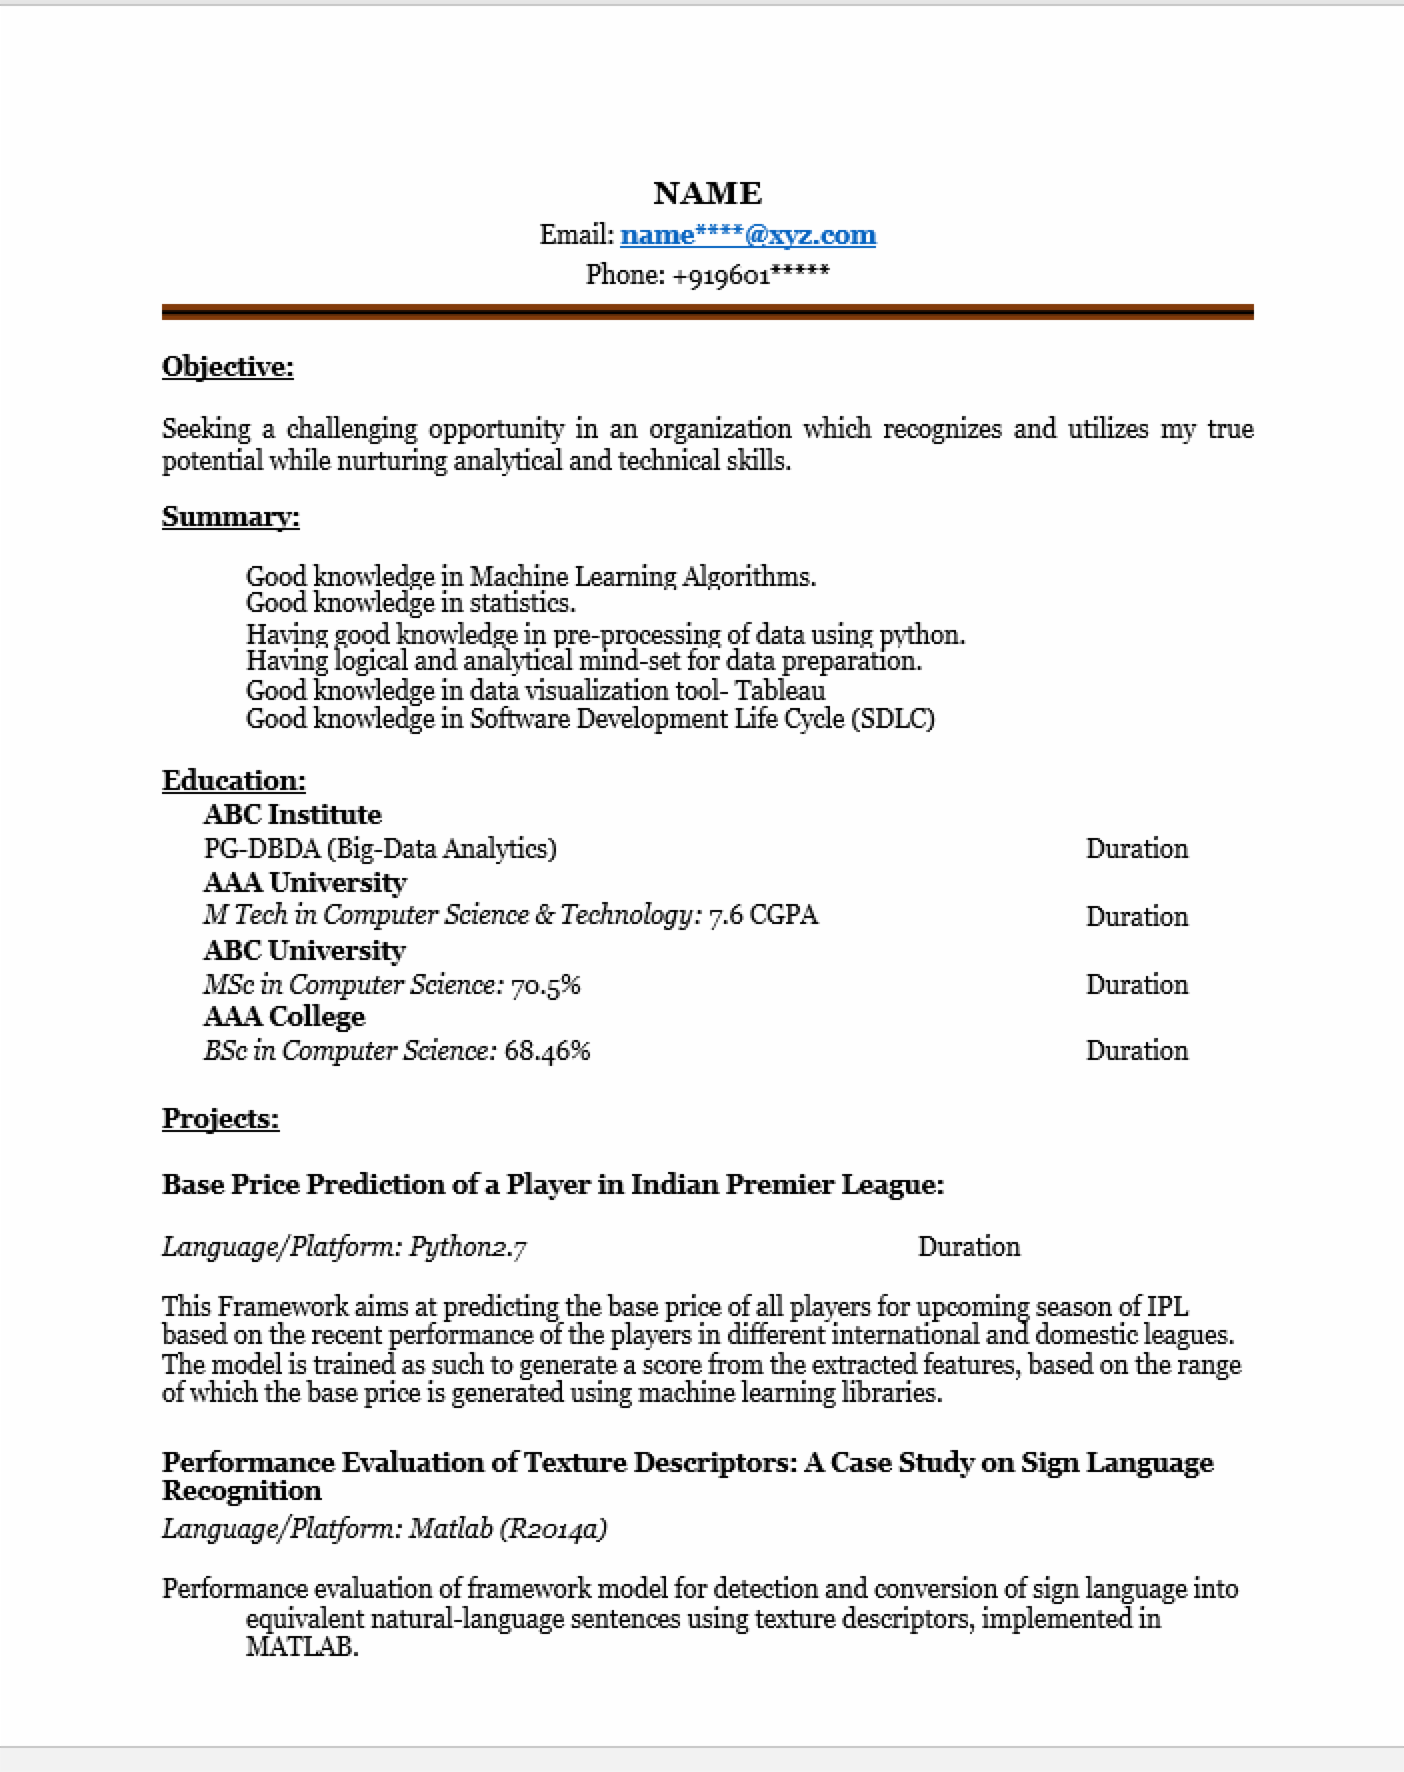 NAME
Email: name****@xyz.com
Phone: +919601*****
Objective:
Seeking a challenging opportunity in an organization which recognizes and utilizes my true
potential while nurturing analytical and technical skills.
Summary:
Good knowledge in Machine Learning Algorithms.
Good knowledge in statistics.
Having good knowledge in pre-processing of data using python.
Having logical and analytical mind-set for data preparation.
Good knowledge in data visualization tool- Tableau
Good knowledge in Software Development Life Cycle (SDLC)
Education:
ABC Institute
PG-DBDA (Big-Data Analytics) Duration
AAA University
M Tech in Computer Science & Technology: 7.6 CGPA Duration
ABC University
MSc in Computer Science: 70.5% Duration
AAA College
BSc in Computer Science: 68.46% Duration
Projects:
Base Price Prediction of a Player in Indian Premier League:
Language/Platform: Python2.7 Duration
This Framework aims at predicting the base price of all players for upcoming season of IPL
based on the recent performance of the players in different international and domestic leagues.
The model is trained as such to generate a score from the extracted features, based on the range
of which the base price is generated using machine learning libraries.
Performance Evaluation of Texture Descriptors: A Case Study on Sign Language
Recognition
Language/Platform: Matlab (R2014a)
Performance evaluation of framework model for detection and conversion of sign language into
equivalent natural-language sentences using texture descriptors, implemented in
MATLAB.